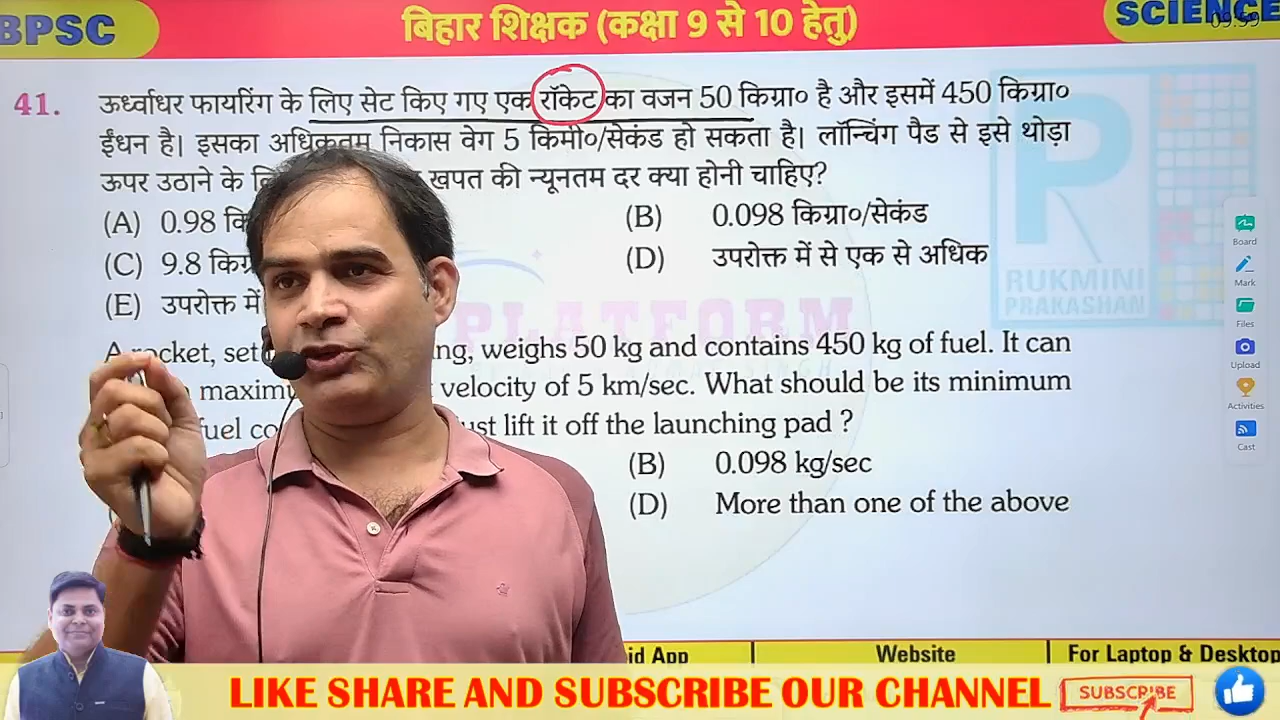 BPSC
बिहार शिक्षक (कक्षा 9 से 10 हेतु)
SCIENCE
09:59
41. ऊर्ध्वाधर फायरिंग के लिए सेट किए गए एक रॉकेट का वजन 50 किग्रा० है और इसमें 450 किग्रा०
ईंधन है। इसका अधिकतम निकास वेग 5 किमी०/सेकंड हो सकता है। लॉन्चिंग पैड से इसे थोड़ा
ऊपर उठाने के खपत की न्यूनतम दर क्या होनी चाहिए?
(A) 0.98 (B) 0.098 किग्रा०/सेकंड
(C) 9.8 (D) उपरोक्त में से एक से अधिक
(E) उपरोक्त में
PLATFORM
RUKMINI
PRAKASHAN
Board
Mark
Files
Upload
Activities
Cast
A rocket, set weighs 50 kg and contains 450 kg of fuel. It can
velocity of 5 km/sec. What should be its minimum
lift it off the launching pad ?
(B) 0.098 kg/sec
(D) More than one of the above
App
Website
For Laptop & Desktop
LIKE SHARE AND SUBSCRIBE OUR CHANNEL
SUBSCRIBE